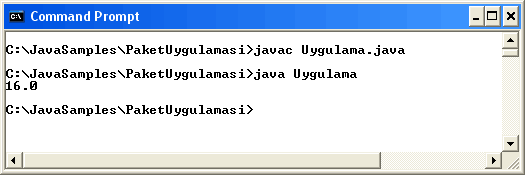 Command Prompt
C:\JavaSamples\PaketUygulamasi>javac Uygulama.java
C:\JavaSamples\PaketUygulamasi>java Uygulama
16.0
C:\JavaSamples\PaketUygulamasi>